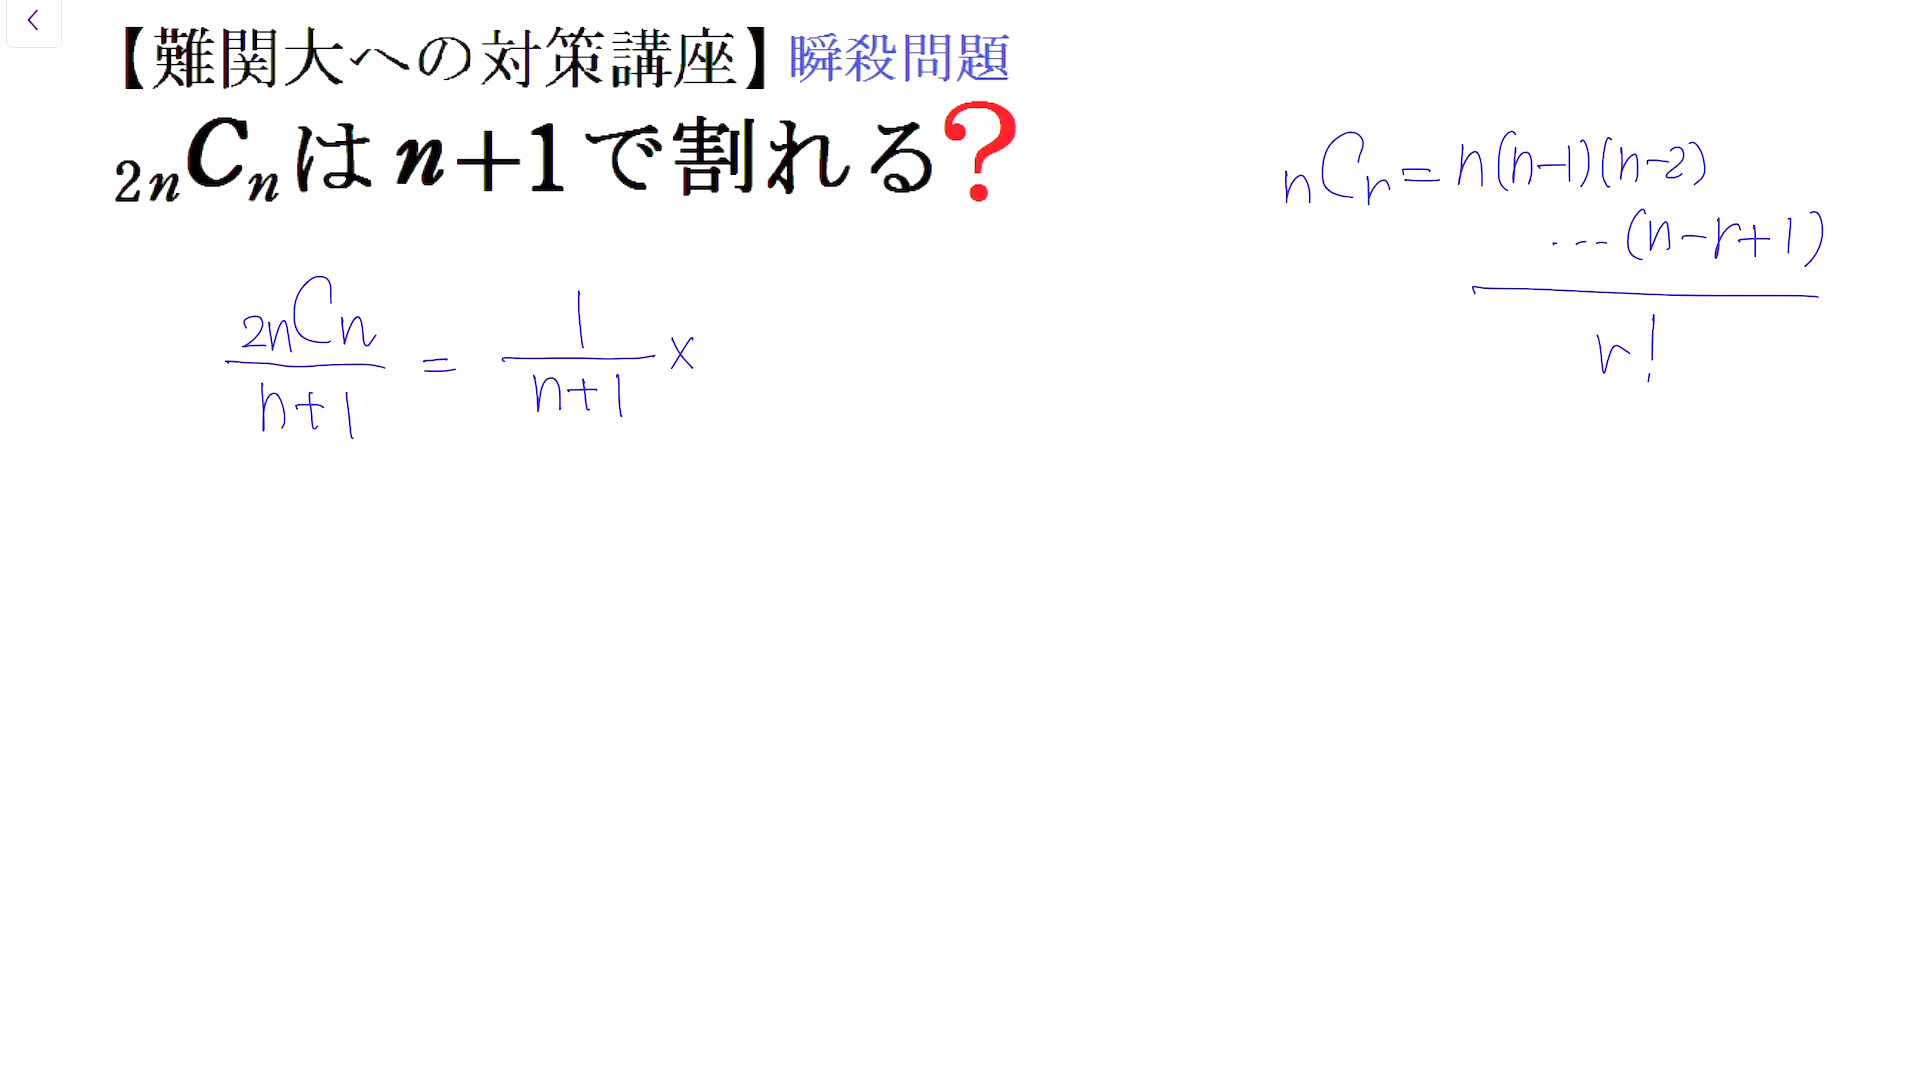 【難関大への対策講座】瞬殺問題
₂ₙCₙはn+1で割れる?
nCr=n(n-1)(n-2)
...(n-r+1)
r!
2nCn
n+1
=
1
n+1
×